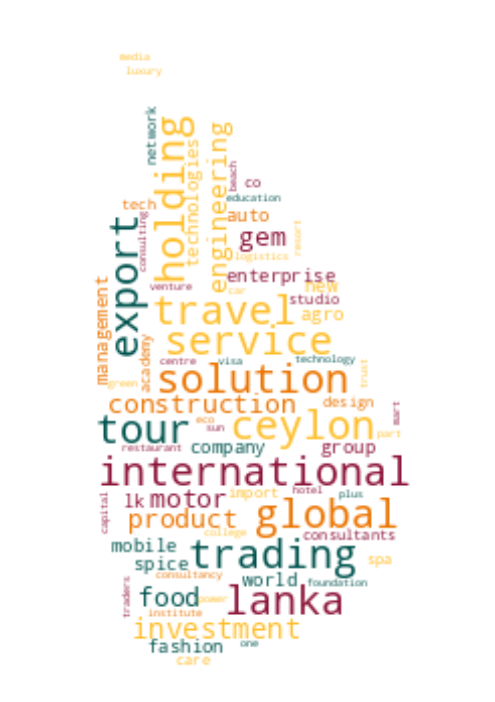 media
luxury
network
holding
technologies
engineering
beach
co
education
tech
consulting
auto
export
gem
resort
logistics
enterprise
management
venture
car
new
studio
travel
agro
service
academy
centre
visa
technology
trust
green
solution
construction
design
mart
tour
eco
sun
ceylon
part
restaurant
company
group
international
capital
lk
motor
import
hotel
plus
product
global
college
consultants
mobile
trading
spice
spa
consultancy
world
foundation
traders
food
power
lanka
institute
investment
fashion
one
care